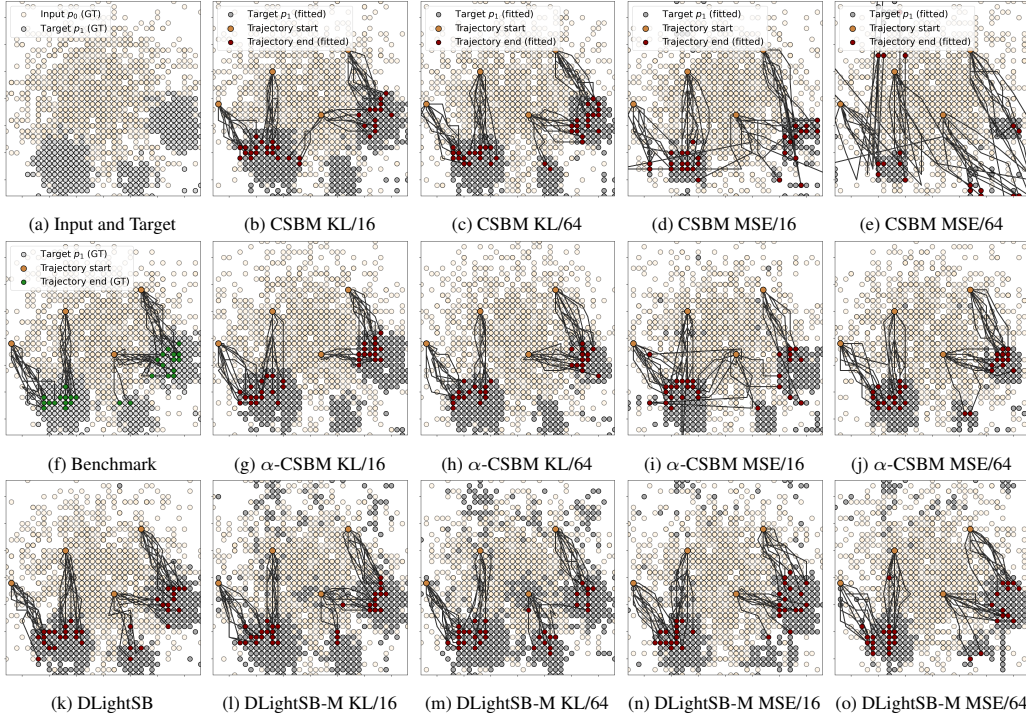 Input p₀ (GT)
Target p₁ (GT)
Target p₁ (fitted)
Trajectory start
Trajectory end (fitted)
Target p₁ (fitted)
Trajectory start
Trajectory end (fitted)
Target p₁ (fitted)
Trajectory start
Trajectory end (fitted)
Target p₁ (fitted)
Trajectory start
Trajectory end (fitted)
(a) Input and Target
(b) CSBM KL/16
(c) CSBM KL/64
(d) CSBM MSE/16
(e) CSBM MSE/64
Target p₁ (GT)
Trajectory start
Trajectory end (GT)
(f) Benchmark
(g) α-CSBM KL/16
(h) α-CSBM KL/64
(i) α-CSBM MSE/16
(j) α-CSBM MSE/64
(k) DLightSB
(l) DLightSB-M KL/16
(m) DLightSB-M KL/64
(n) DLightSB-M MSE/16
(o) DLightSB-M MSE/64